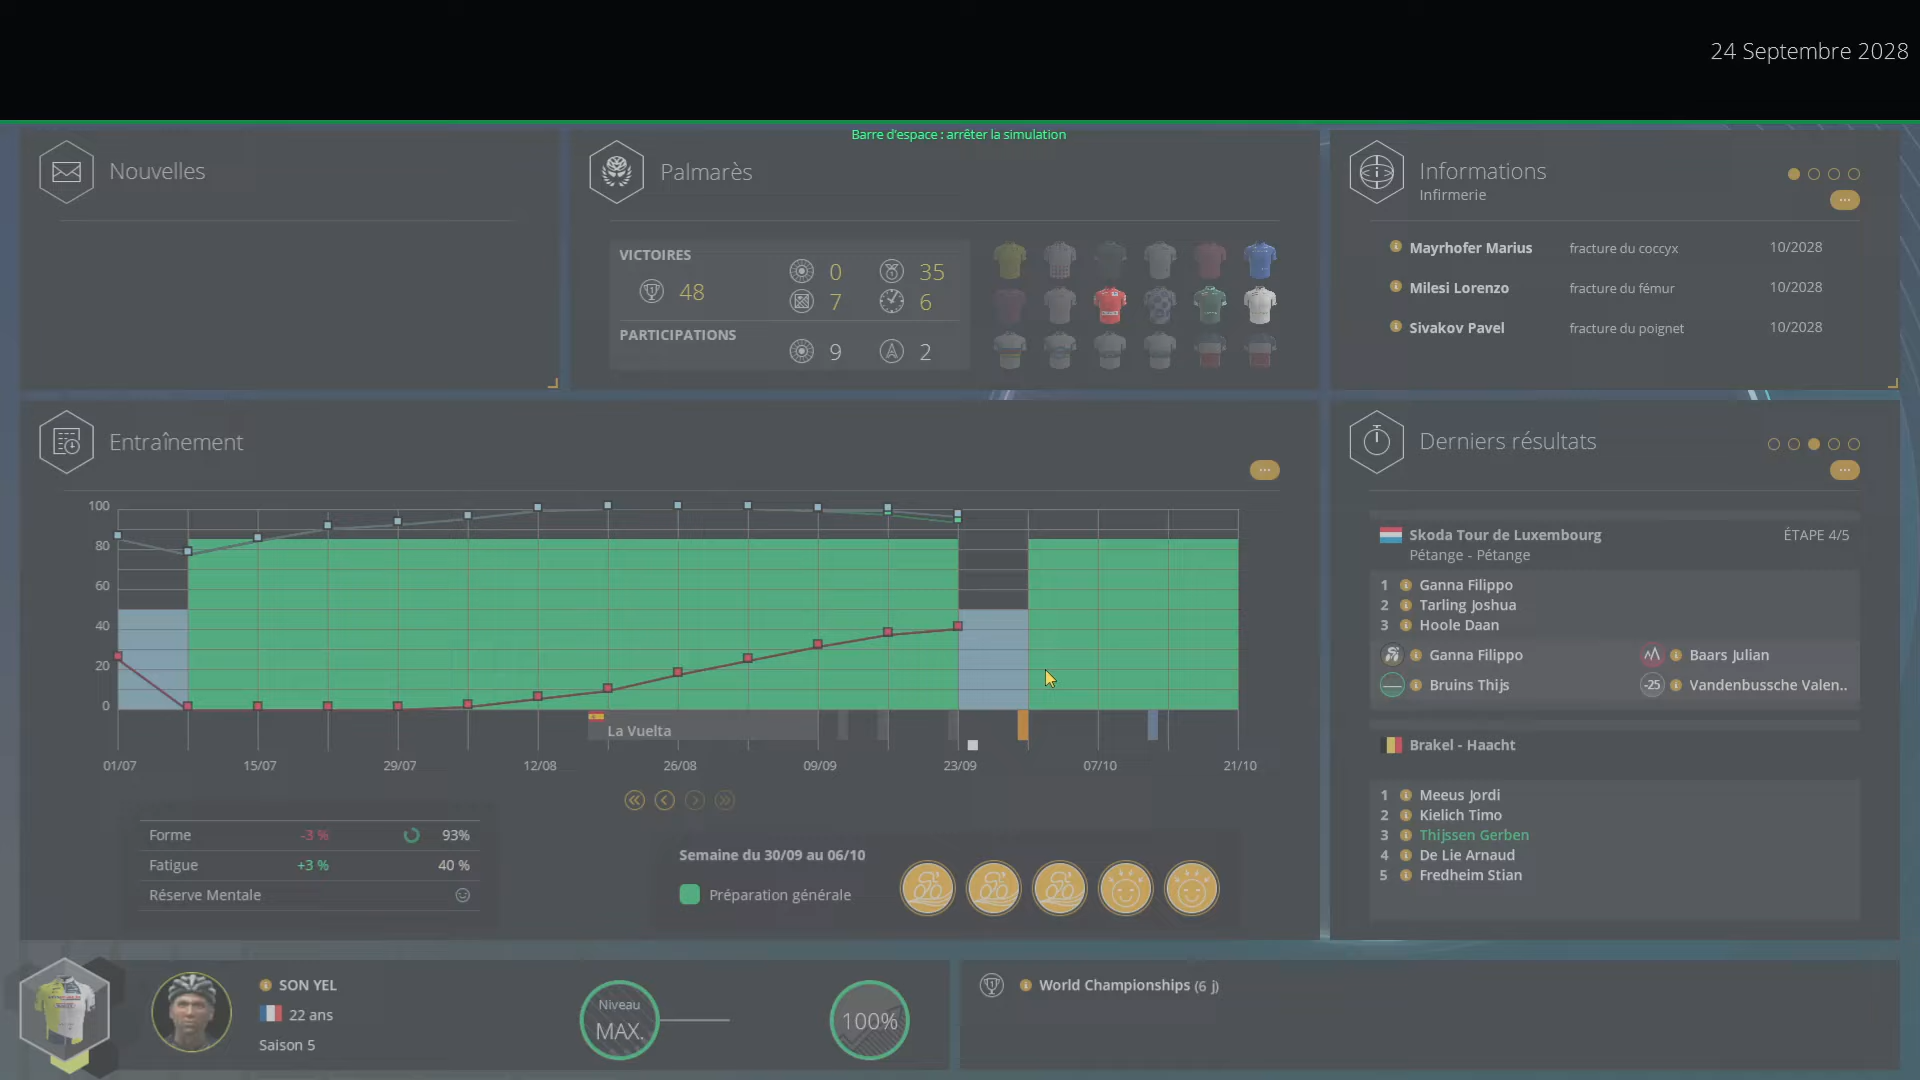 24 Septembre 2028
Barre d'espace : arrêter la simulation
Nouvelles
Palmarès
VICTOIRES
48
0
35
7
6
PARTICIPATIONS
9
2
Informations
Infirmerie
Mayrhofer Marius fracture du coccyx 10/2028
Milesi Lorenzo fracture du fémur 10/2028
Sivakov Pavel fracture du poignet 10/2028
Entraînement
100
80
60
40
20
0
La Vuelta
01/07 15/07 29/07 12/08 26/08 09/09 23/09 07/10 21/10
Forme -3 % 93%
Fatigue +3 % 40 %
Réserve Mentale
Semaine du 30/09 au 06/10
Préparation générale
Derniers résultats
Skoda Tour de Luxembourg ÉTAPE 4/5
Pétange - Pétange
1 Ganna Filippo
2 Tarling Joshua
3 Hoole Daan
Ganna Filippo Baars Julian
Bruins Thijs -25 Vandenbussche Valen..
Brakel - Haacht
1 Meeus Jordi
2 Kielich Timo
3 Thijssen Gerben
4 De Lie Arnaud
5 Fredheim Stian
SON YEL
22 ans
Saison 5
Niveau
MAX.
100%
World Championships (6 j)